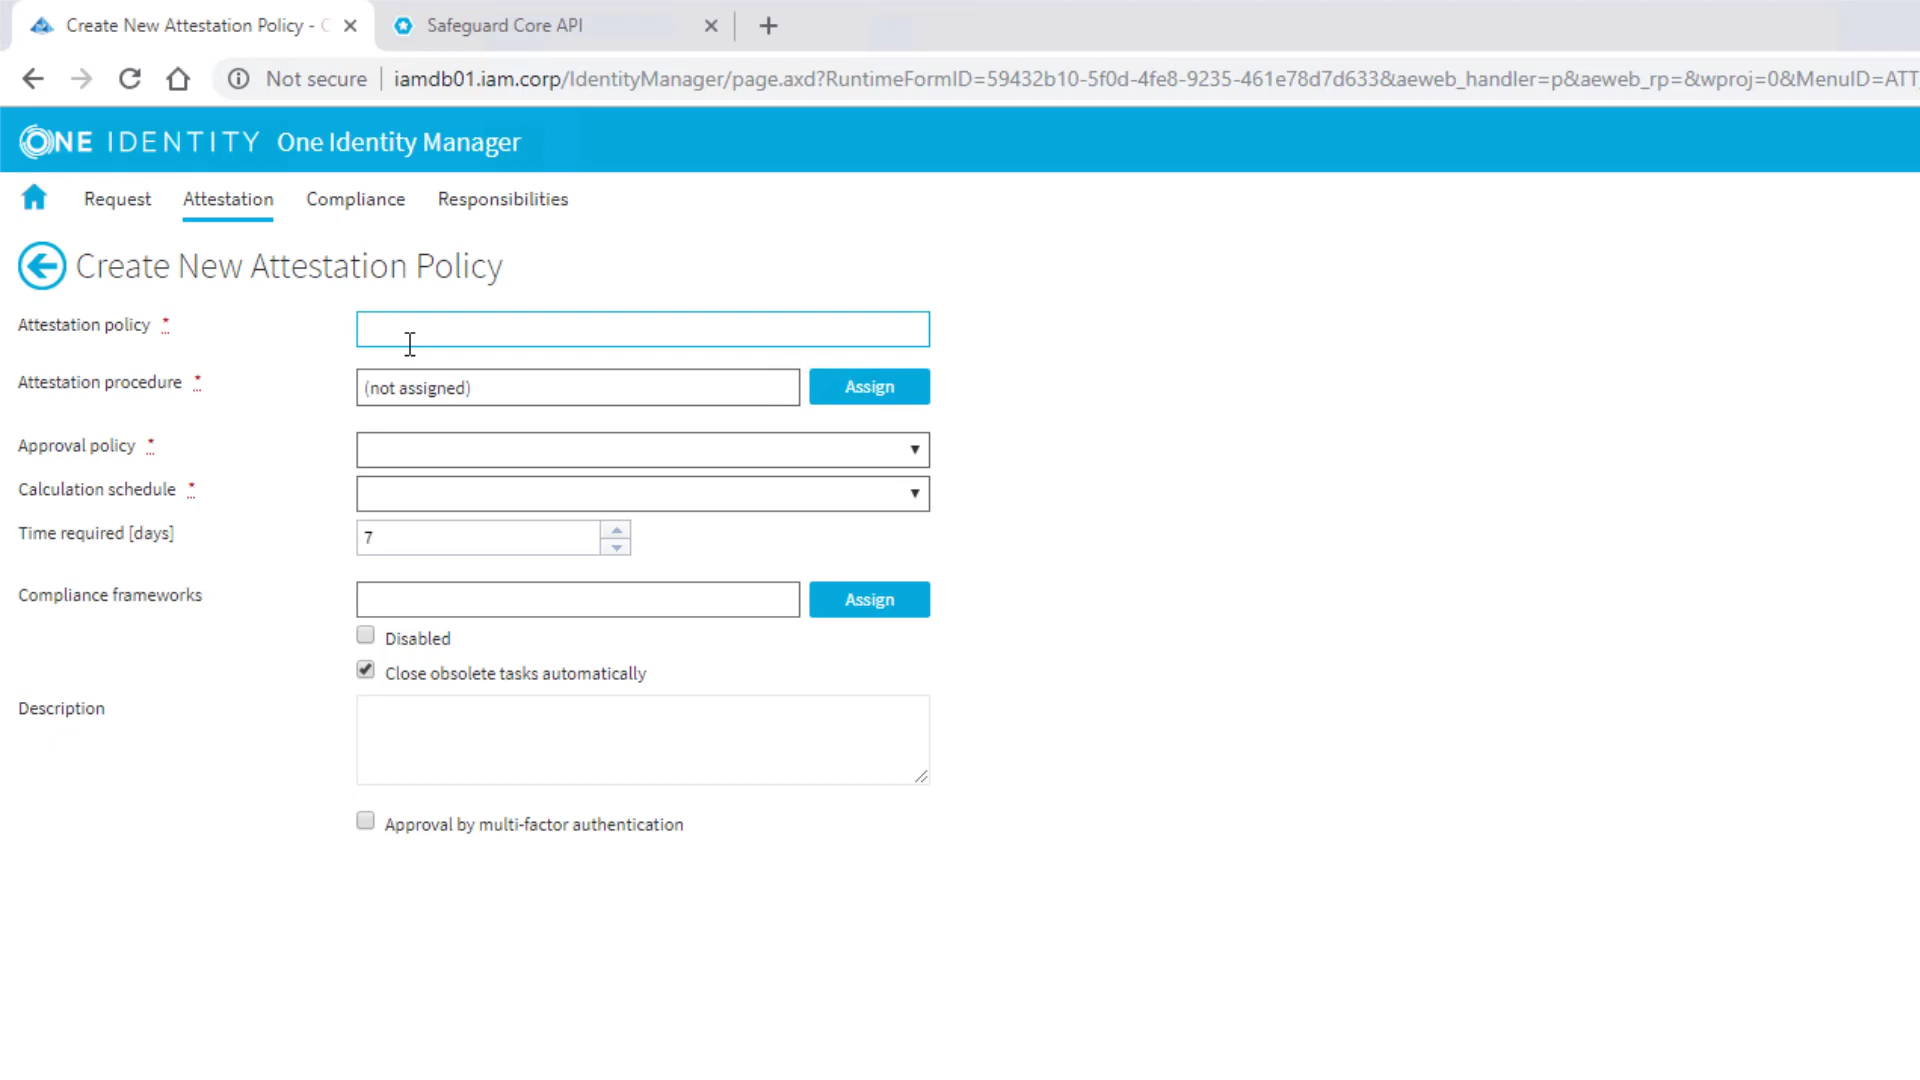 Create New Attestation Policy - 
Safeguard Core API
Not secure
iamdb01.iam.corp/IdentityManager/page.axd?RuntimeFormID=59432b10-5f0d-4fe8-9235-461e78d7d633&aeweb_handler=p&aeweb_rp=&wproj=0&MenuID=ATT
ONE IDENTITY One Identity Manager
Request Attestation Compliance Responsibilities
Create New Attestation Policy
Attestation policy *
Attestation procedure * (not assigned) Assign
Approval policy *
Calculation schedule *
Time required [days] 7
Compliance frameworks Assign
Disabled
Close obsolete tasks automatically
Description
Approval by multi-factor authentication